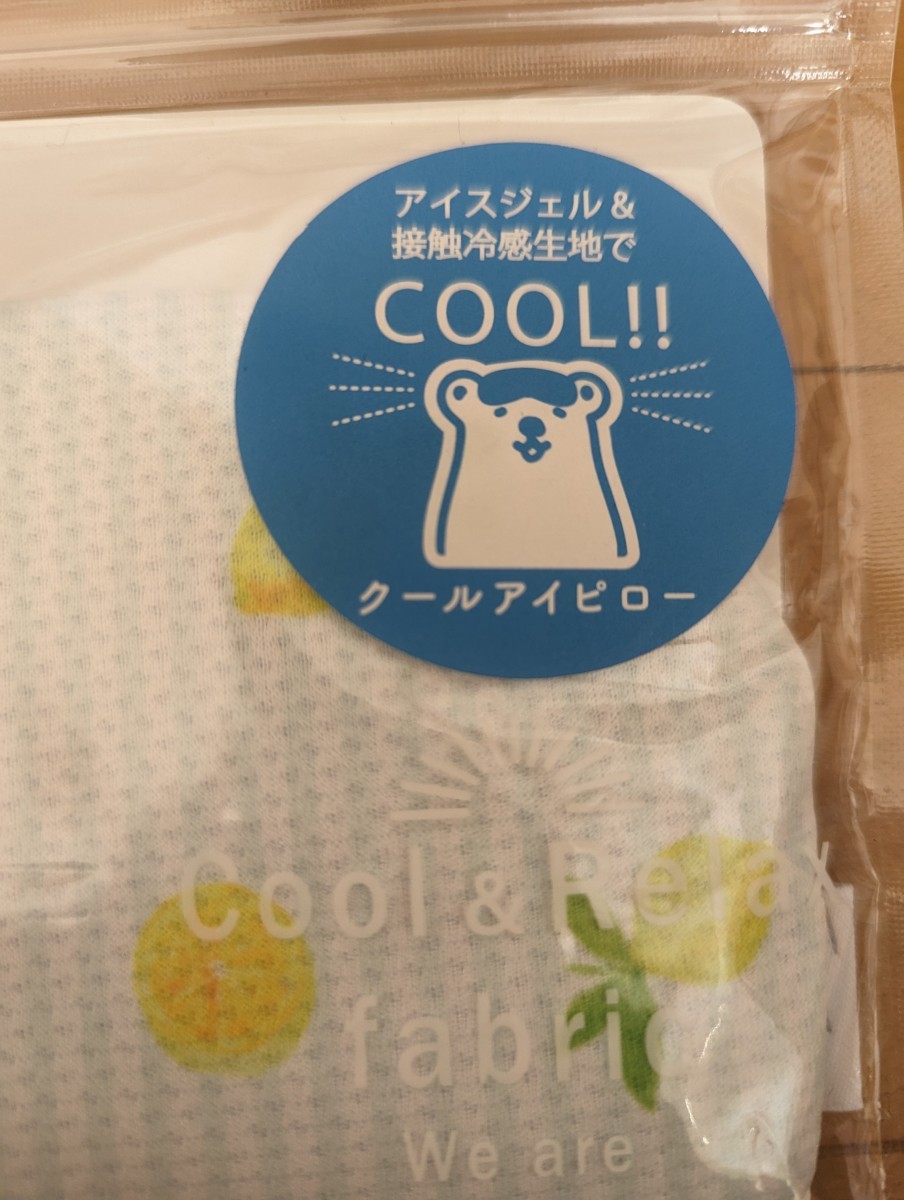 アイスジェル＆
接触冷感生地で
COOL!!
クールアイピロー
Cool & Relax
fabric
We are